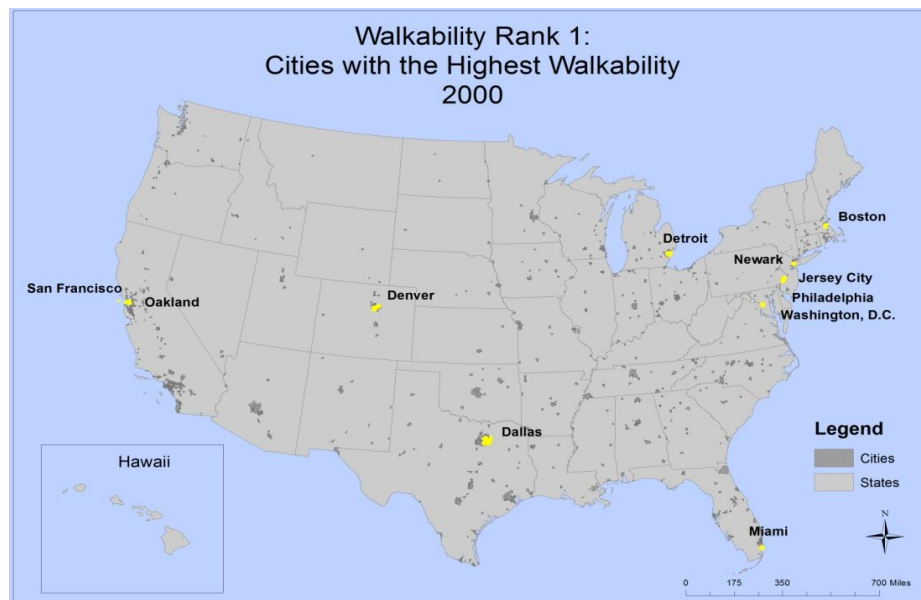 Walkability Rank 1:
Cities with the Highest Walkability
2000
Boston
Detroit
Newark
Jersey City
San Francisco
Oakland
Denver
Philadelphia
Washington, D.C.
Dallas
Legend
Cities
States
Hawaii
Miami
N
0 175 350 700 Miles